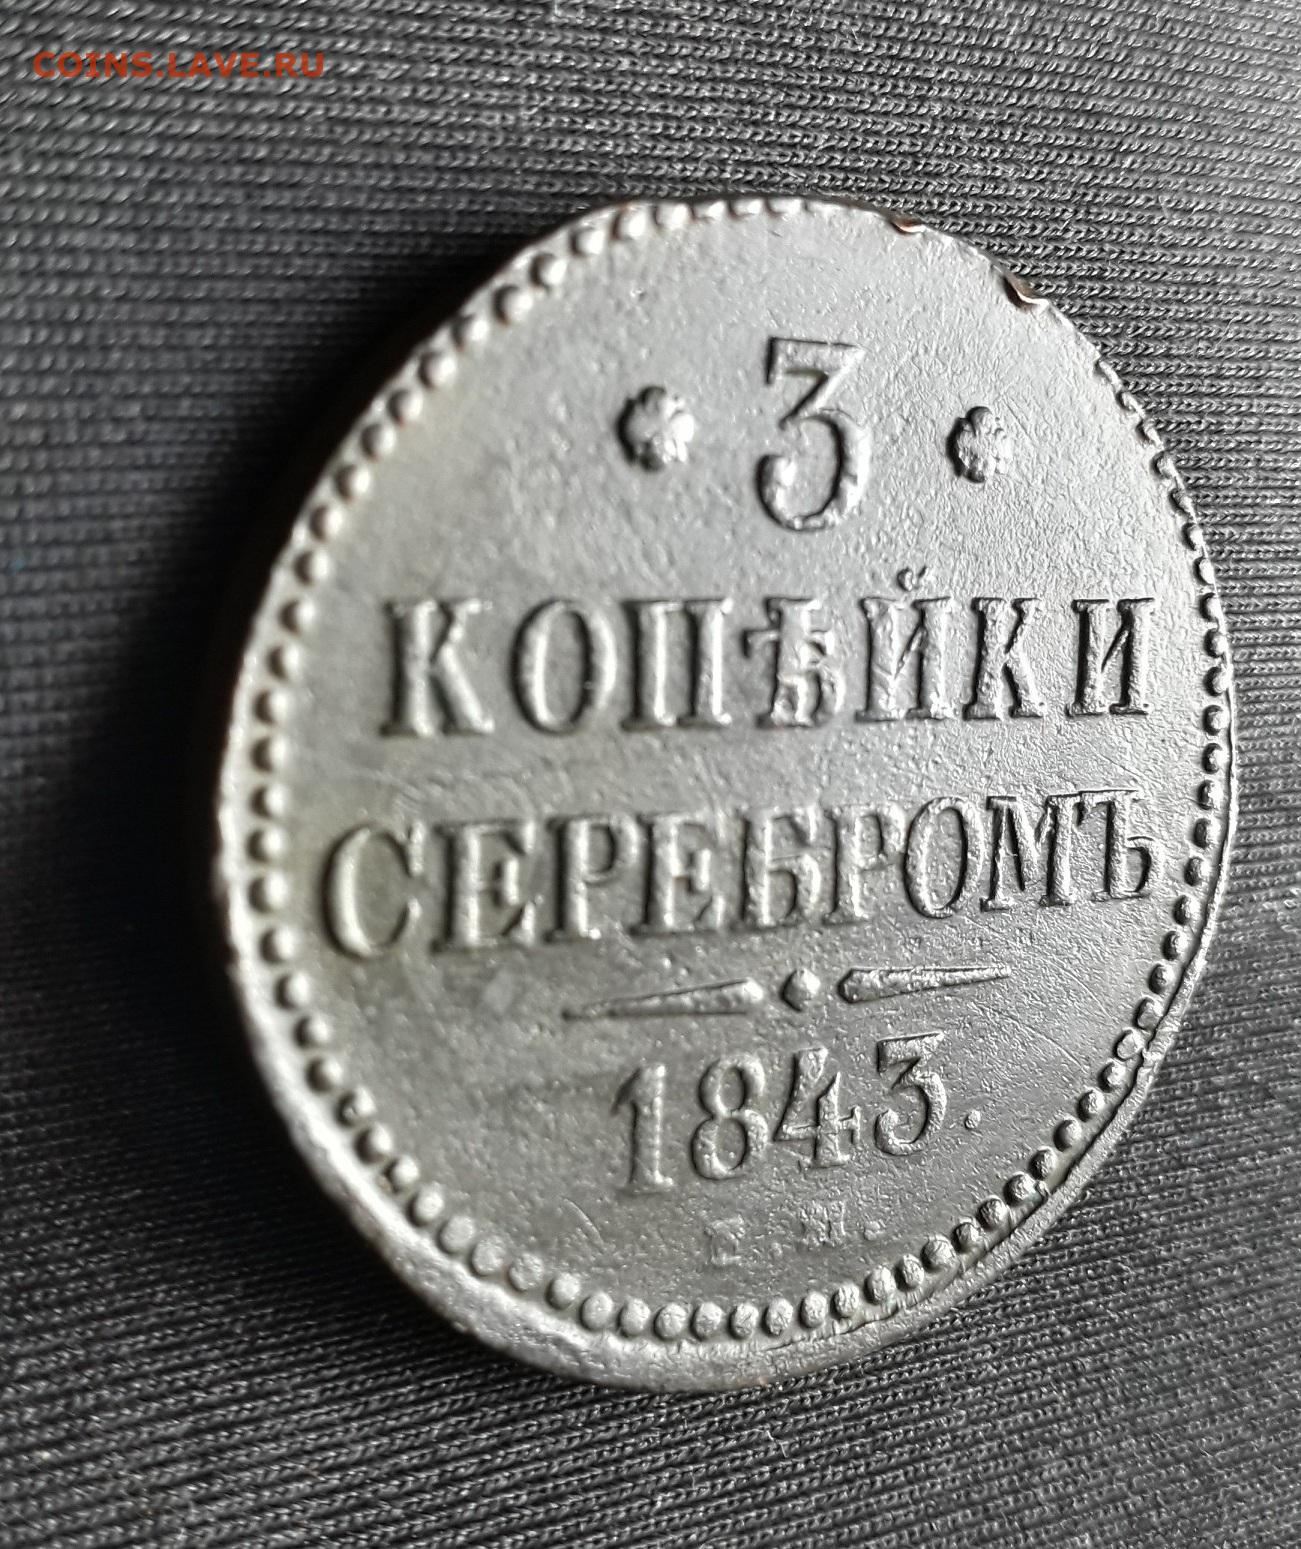 COINS.LAVE.RU
3
КОПѢЙКИ
СЕРЕБРОМЪ
1843.
Е.М.